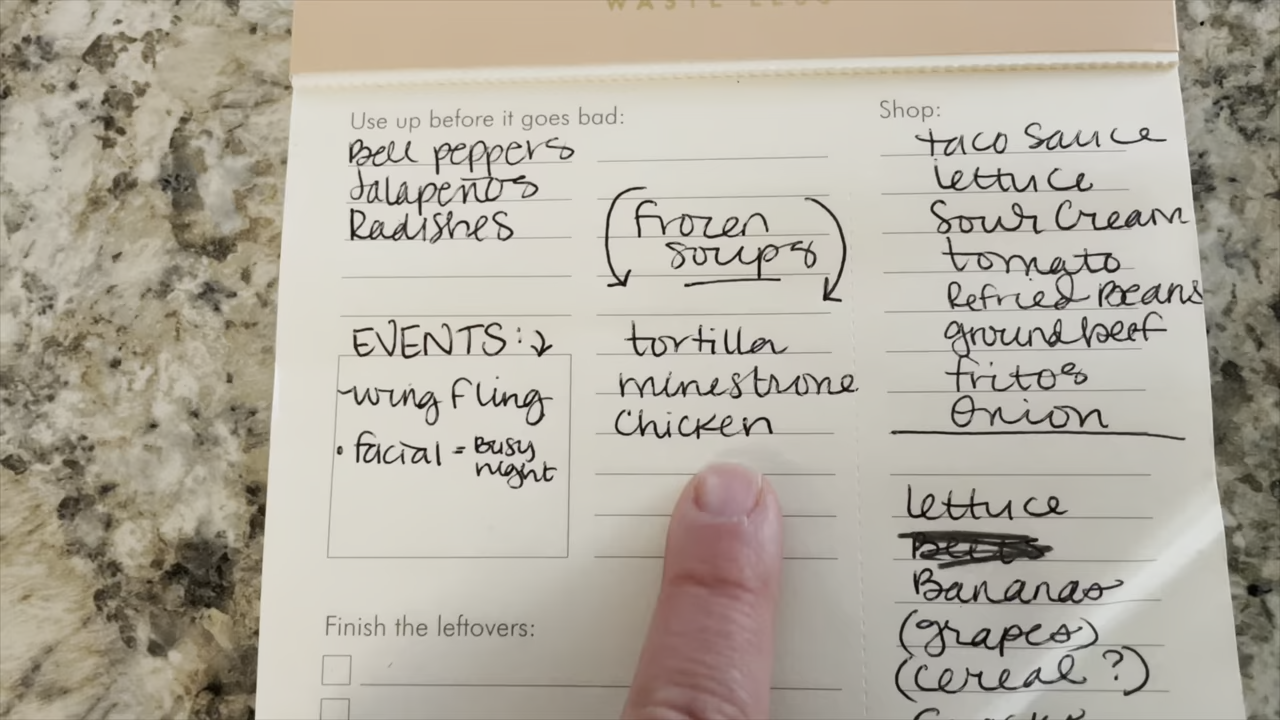 Use up before it goes bad:
Bell peppers
Jalapeños
Radishes
EVENTS:
~wing fling
• facial = Busy
night
Finish the leftovers:
frozen
soups
tortilla
minestrone
Chicken
Shop:
taco sauce
lettuce
Sour Cream
tomato
Refried Beans
ground beef
fritos
Onion
lettuce
Bananas
(grapes)
(cereal?)